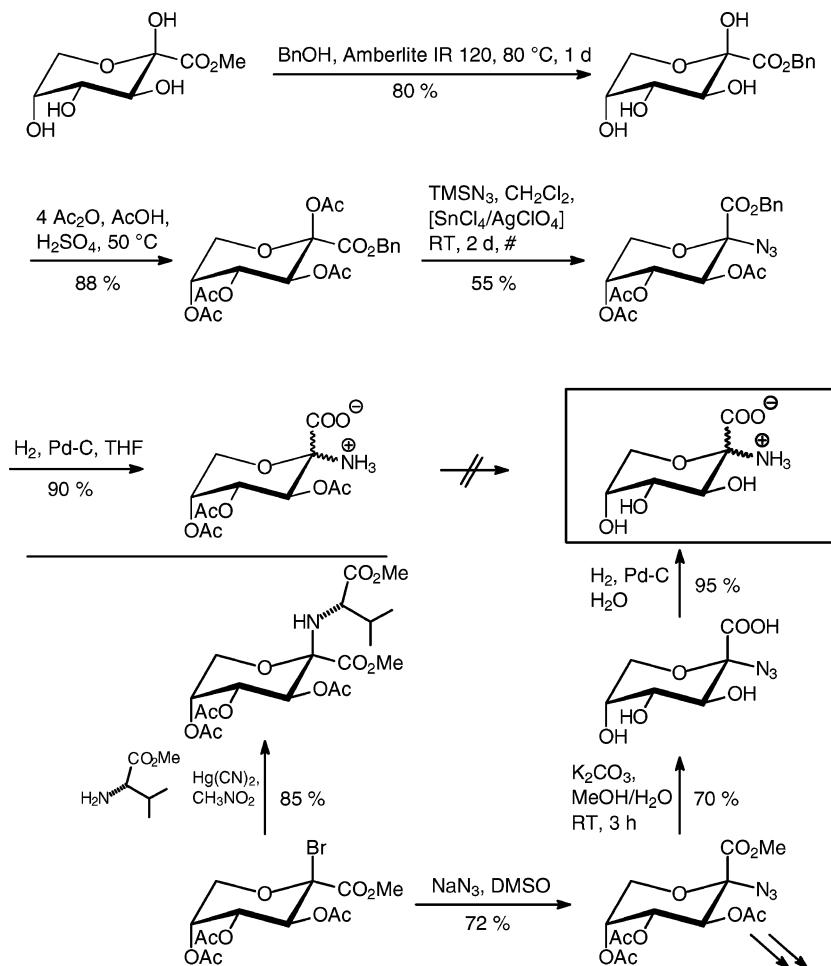 OH
O
CO2Me
OH
HO
OH
BnOH, Amberlite IR 120, 80 °C, 1 d
80 %
OH
O
CO2Bn
OH
HO
OH
4 Ac2O, AcOH,
H2SO4, 50 °C
88 %
OAc
O
CO2Bn
OAc
AcO
OAc
TMSN3, CH2Cl2,
[SnCl4/AgClO4]
RT, 2 d, #
55 %
CO2Bn
O
N3
OAc
AcO
OAc
H2, Pd-C, THF
90 %
COO⊖
⊕
O
NH3
OAc
AcO
OAc
COO⊖
⊕
O
NH3
OH
HO
OH
CO2Me
HN
O
CO2Me
OAc
AcO
OAc
H2, Pd-C
H2O
95 %
COOH
O
N3
OH
HO
OH
CO2Me
H2N
Hg(CN)2,
CH3NO2
85 %
K2CO3,
MeOH/H2O
RT, 3 h
70 %
Br
O
CO2Me
OAc
AcO
OAc
NaN3, DMSO
72 %
CO2Me
O
N3
OAc
AcO
OAc